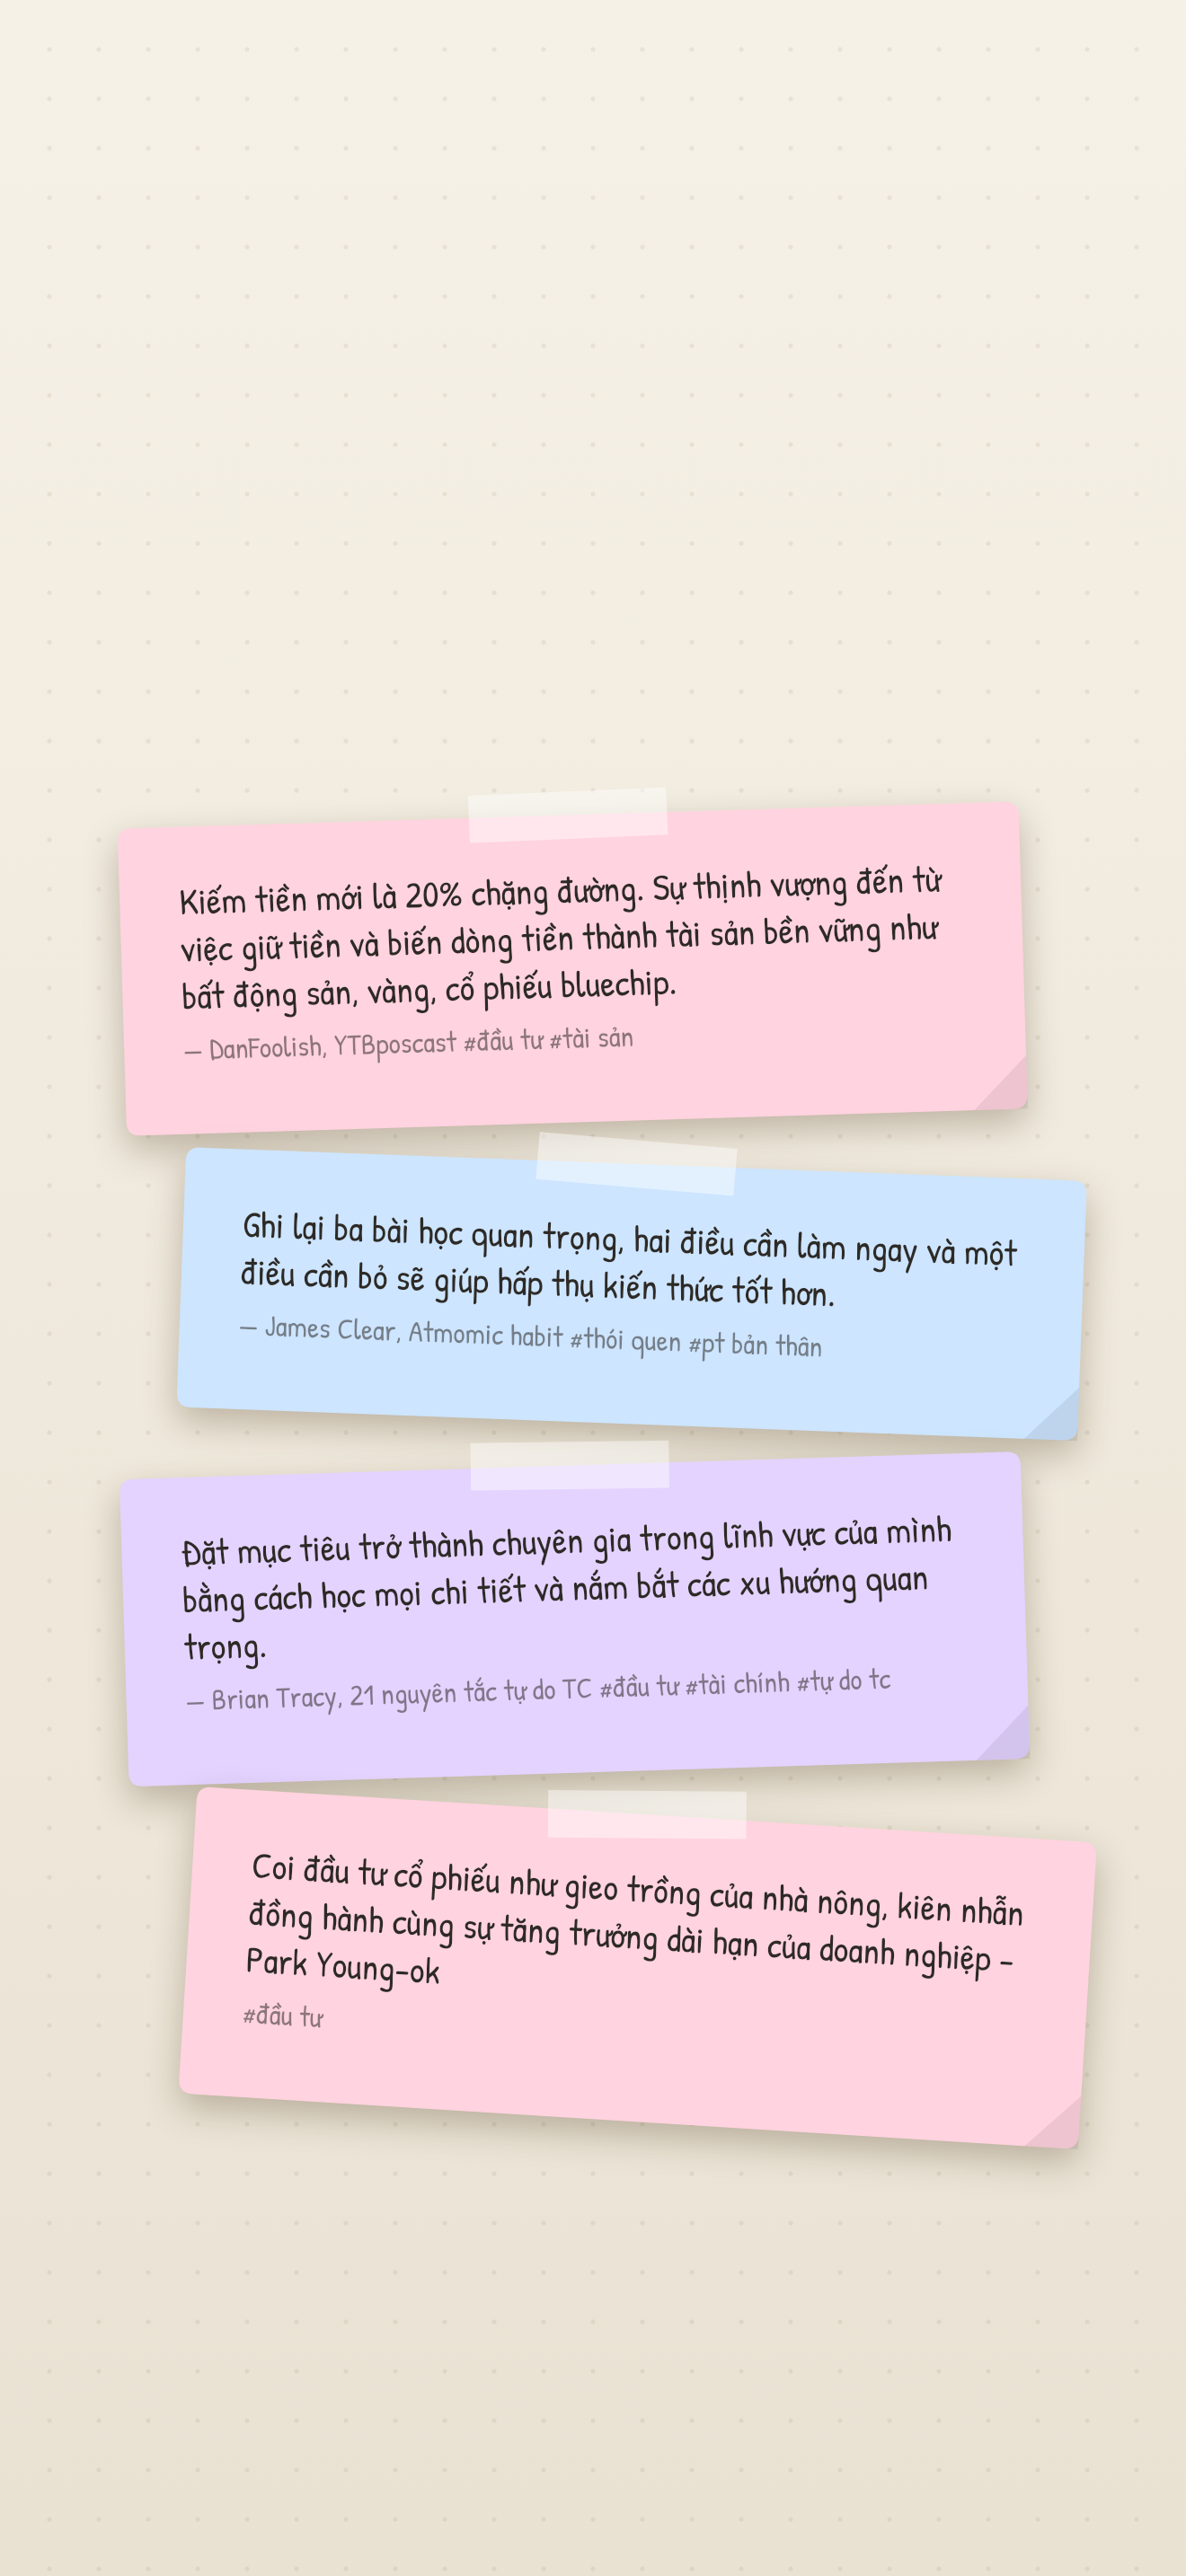 Kiếm tiền mới là 20% chặng đường. Sự thịnh vượng đến từ
việc giữ tiền và biến dòng tiền thành tài sản bền vững như
bất động sản, vàng, cổ phiếu bluechip.
— DanFoolish, YTBposcast #đầu tư #tài sản
Ghi lại ba bài học quan trọng, hai điều cần làm ngay và một
điều cần bỏ sẽ giúp hấp thụ kiến thức tốt hơn.
— James Clear, Atmomic habit #thói quen #pt bản thân
Đặt mục tiêu trở thành chuyên gia trong lĩnh vực của mình
bằng cách học mọi chi tiết và nắm bắt các xu hướng quan
trọng.
— Brian Tracy, 21 nguyên tắc tự do TC #đầu tư #tài chính #tự do tc
Coi đầu tư cổ phiếu như gieo trồng của nhà nông, kiên nhẫn
đồng hành cùng sự tăng trưởng dài hạn của doanh nghiệp –
Park Young-ok
#đầu tư